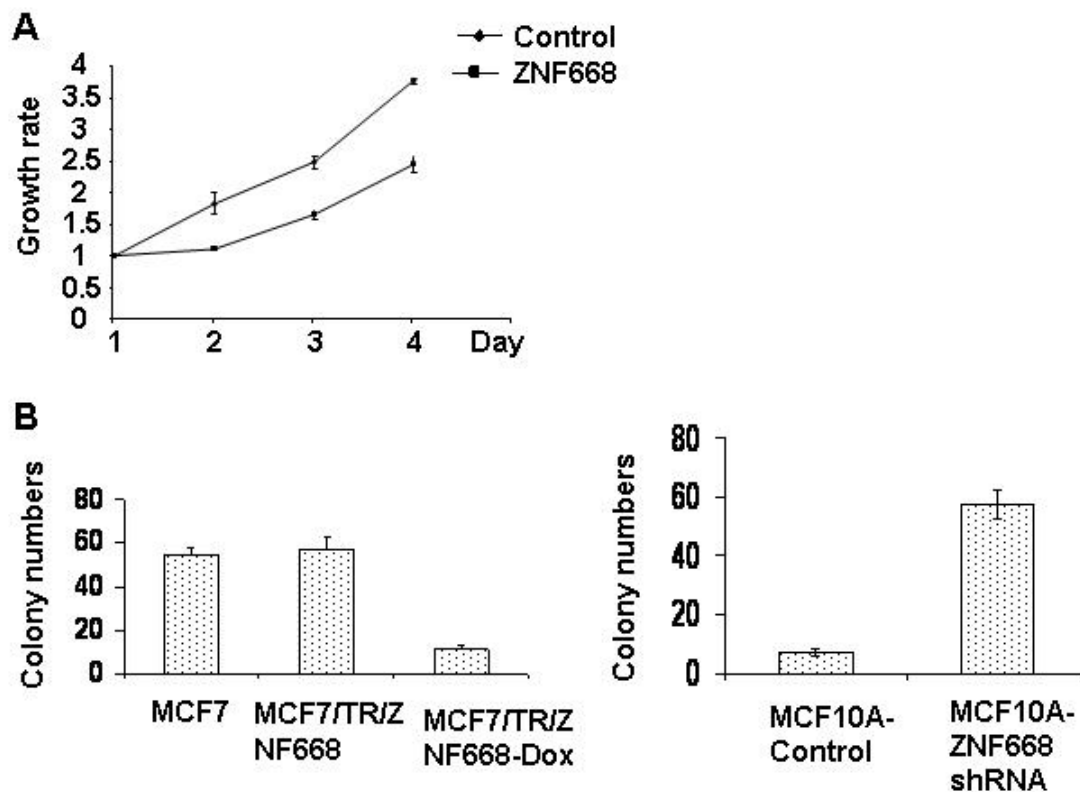 A
Control
ZNF668
Growth rate
4
3.5
3
2.5
2
1.5
1
0.5
0
1 2 3 4 Day
B
Colony numbers
80
60
40
20
0
MCF7
MCF7/TR/Z
NF668
MCF7/TR/Z
NF668-Dox
Colony numbers
80
60
40
20
0
MCF10A-
Control
MCF10A-
ZNF668
shRNA